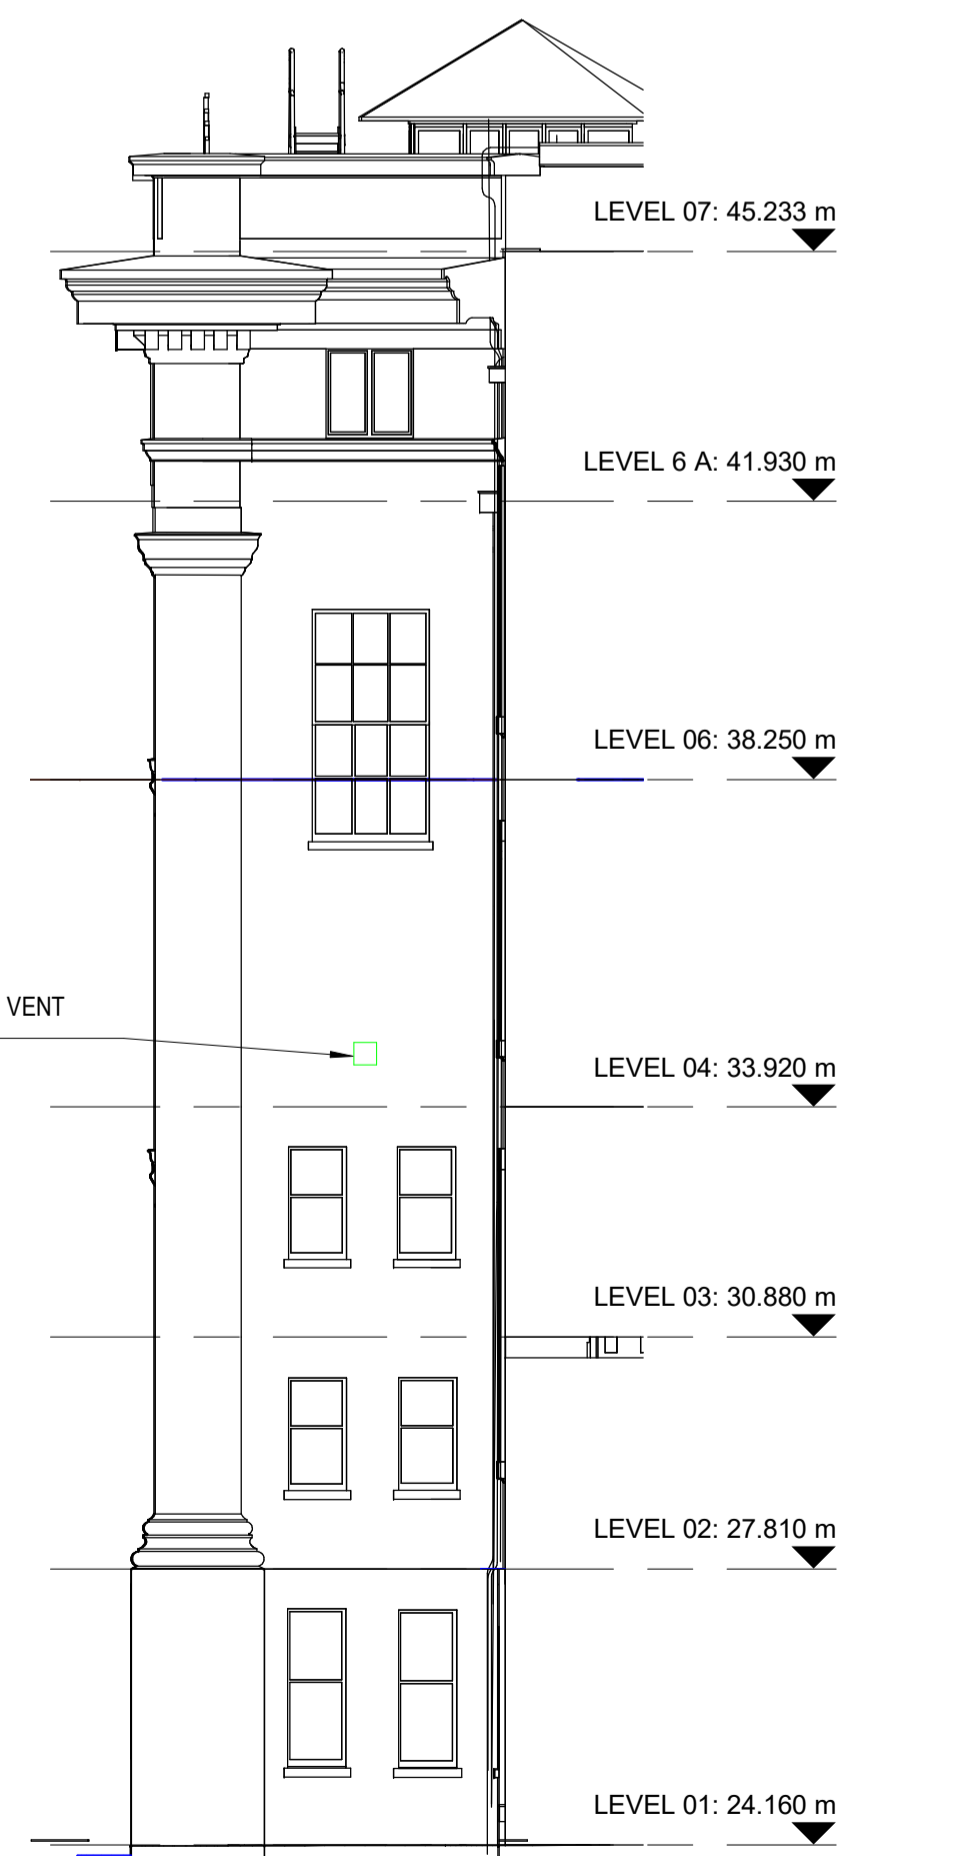 LEVEL 07: 45.233 m
LEVEL 6 A: 41.930 m
LEVEL 06: 38.250 m
VENT
LEVEL 04: 33.920 m
LEVEL 03: 30.880 m
LEVEL 02: 27.810 m
LEVEL 01: 24.160 m